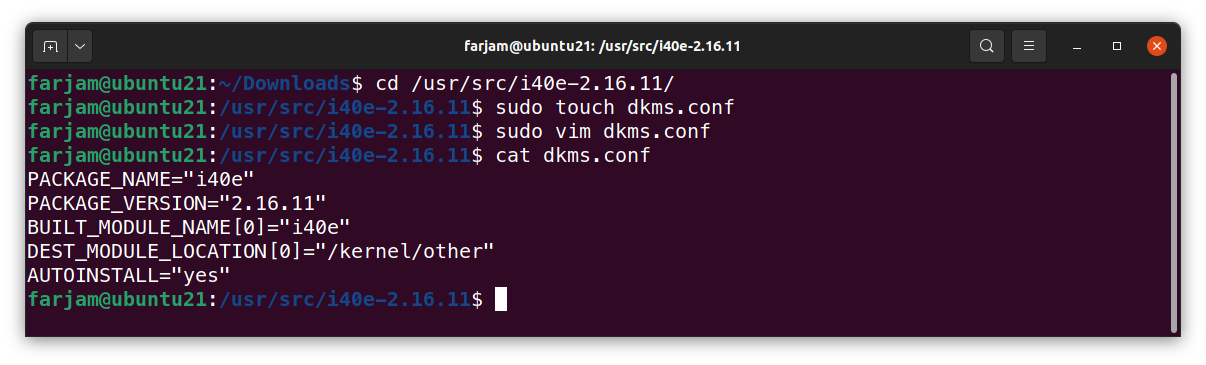 farjam@ubuntu21: /usr/src/i40e-2.16.11
farjam@ubuntu21:~/Downloads$ cd /usr/src/i40e-2.16.11/
farjam@ubuntu21:/usr/src/i40e-2.16.11$ sudo touch dkms.conf
farjam@ubuntu21:/usr/src/i40e-2.16.11$ sudo vim dkms.conf
farjam@ubuntu21:/usr/src/i40e-2.16.11$ cat dkms.conf
PACKAGE_NAME="i40e"
PACKAGE_VERSION="2.16.11"
BUILT_MODULE_NAME[0]="i40e"
DEST_MODULE_LOCATION[0]="/kernel/other"
AUTOINSTALL="yes"
farjam@ubuntu21:/usr/src/i40e-2.16.11$